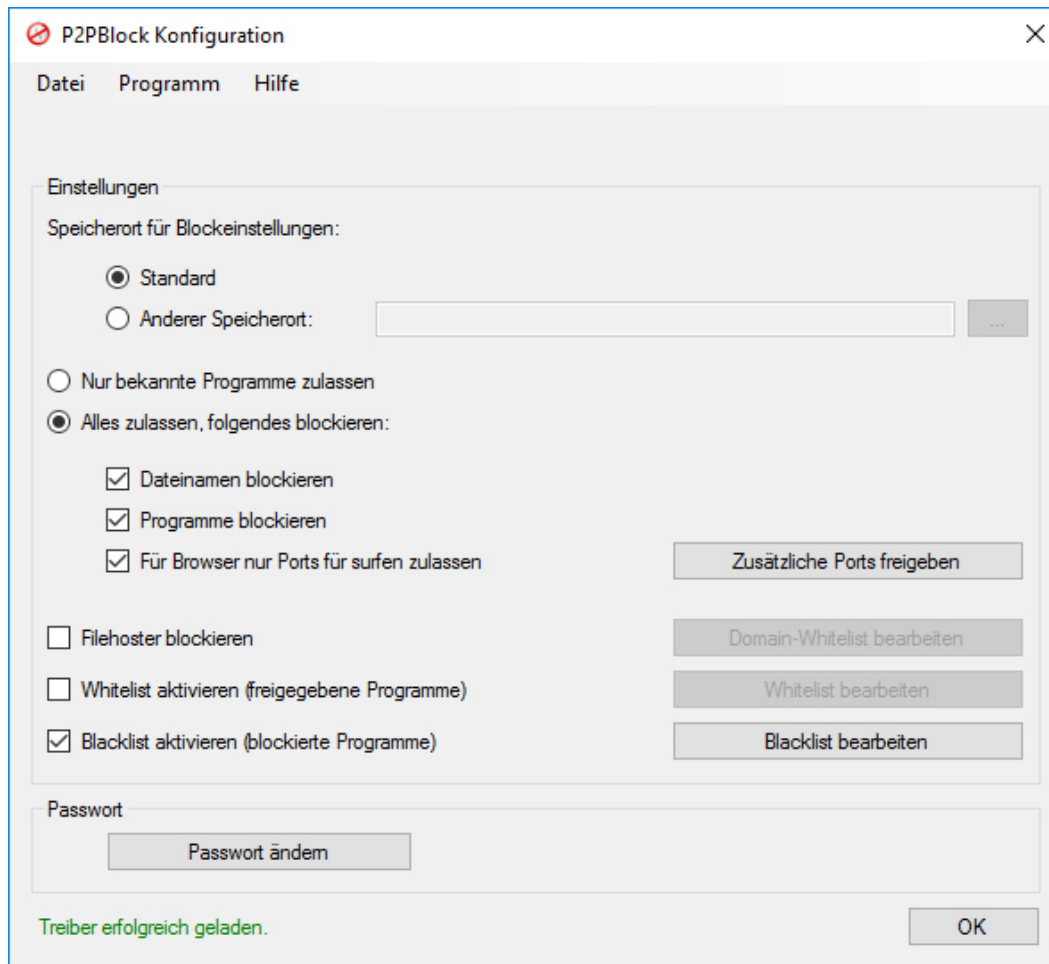 P2PBlock Konfiguration
Datei Programm Hilfe
Einstellungen
Speicherort für Blockeinstellungen:
Standard
Anderer Speicherort: ...
Nur bekannte Programme zulassen
Alles zulassen, folgendes blockieren:
Dateinamen blockieren
Programme blockieren
Für Browser nur Ports für surfen zulassen Zusätzliche Ports freigeben
Filehoster blockieren Domain-Whitelist bearbeiten
Whitelist aktivieren (freigegebene Programme) Whitelist bearbeiten
Blacklist aktivieren (blockierte Programme) Blacklist bearbeiten
Passwort
Passwort ändern
Treiber erfolgreich geladen. OK